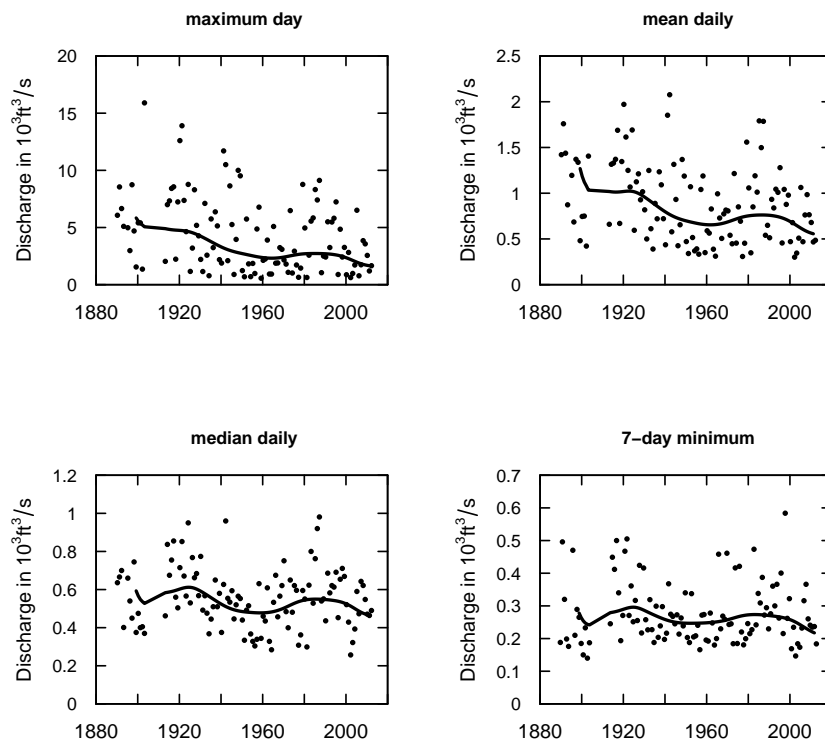 maximum day
Discharge in 10³ft³/s
20
15
10
5
0
1880 1920 1960 2000
mean daily
Discharge in 10³ft³/s
2.5
2
1.5
1
0.5
0
1880 1920 1960 2000
median daily
Discharge in 10³ft³/s
1.2
1
0.8
0.6
0.4
0.2
0
1880 1920 1960 2000
7−day minimum
Discharge in 10³ft³/s
0.7
0.6
0.5
0.4
0.3
0.2
0.1
0
1880 1920 1960 2000